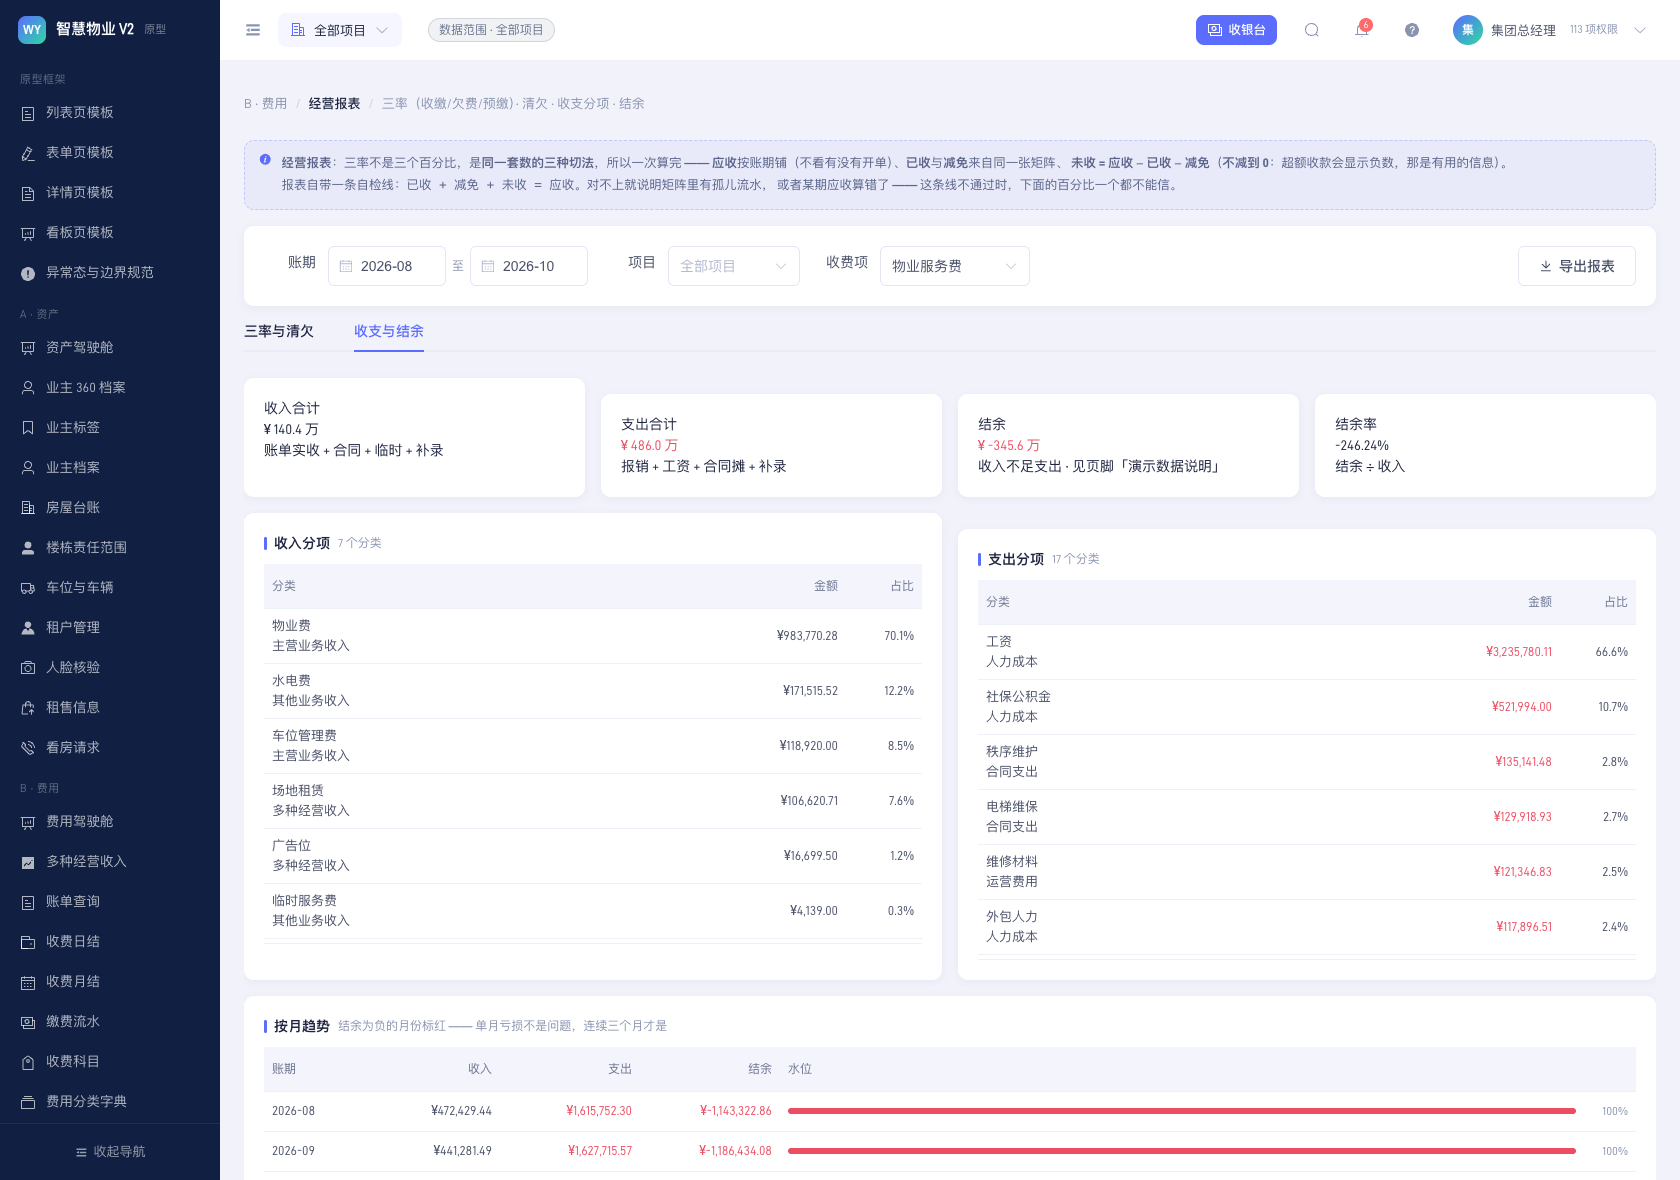 WY 智慧物业 V2 原型
原型框架
列表页模板
表单页模板
详情页模板
看板页模板
异常态与边界规范
A · 资产
资产驾驶舱
业主 360 档案
业主标签
业主档案
房屋台账
楼栋责任范围
车位与车辆
租户管理
人脸核验
租售信息
看房请求
B · 费用
费用驾驶舱
多种经营收入
账单查询
收费日结
收费月结
缴费流水
收费科目
费用分类字典
收起导航
全部项目
数据范围 · 全部项目
收银台
6
集 集团总经理 113 项权限
B · 费用 / 经营报表 / 三率（收缴/欠费/预缴）· 清欠 · 收支分项 · 结余
经营报表：三率不是三个百分比，是同一套数的三种切法，所以一次算完 —— 应收按账期铺（不看有没有开单）、已收与减免来自同一张矩阵、未收 = 应收 − 已收 − 减免（不减到 0：超额收款会显示负数，那是有用的信息）。
报表自带一条自检线：已收 + 减免 + 未收 = 应收。对不上就说明矩阵里有孤儿流水，或者某期应收算错了 —— 这条线不通过时，下面的百分比一个都不能信。
账期 2026-08 至 2026-10 项目 全部项目 收费项 物业服务费 导出报表
三率与清欠 收支与结余
收入合计
¥ 140.4 万
账单实收 + 合同 + 临时 + 补录
支出合计
¥ 486.0 万
报销 + 工资 + 合同摊 + 补录
结余
¥ -345.6 万
收入不足支出 · 见页脚「演示数据说明」
结余率
-246.24%
结余 ÷ 收入
收入分项 7 个分类
分类 金额 占比
物业费
主营业务收入 ¥983,770.28 70.1%
水电费
其他业务收入 ¥171,515.52 12.2%
车位管理费
主营业务收入 ¥118,920.00 8.5%
场地租赁
多种经营收入 ¥106,620.71 7.6%
广告位
多种经营收入 ¥16,699.50 1.2%
临时服务费
其他业务收入 ¥4,139.00 0.3%
支出分项 17 个分类
分类 金额 占比
工资
人力成本 ¥3,235,780.11 66.6%
社保公积金
人力成本 ¥521,994.00 10.7%
秩序维护
合同支出 ¥135,141.48 2.8%
电梯维保
合同支出 ¥129,918.93 2.7%
维修材料
运营费用 ¥121,346.83 2.5%
外包人力
人力成本 ¥117,896.51 2.4%
按月趋势 结余为负的月份标红 —— 单月亏损不是问题，连续三个月才是
账期 收入 支出 结余 水位
2026-08 ¥472,429.44 ¥1,615,752.30 ¥-1,143,322.86 100%
2026-09 ¥441,281.49 ¥1,627,715.57 ¥-1,186,434.08 100%